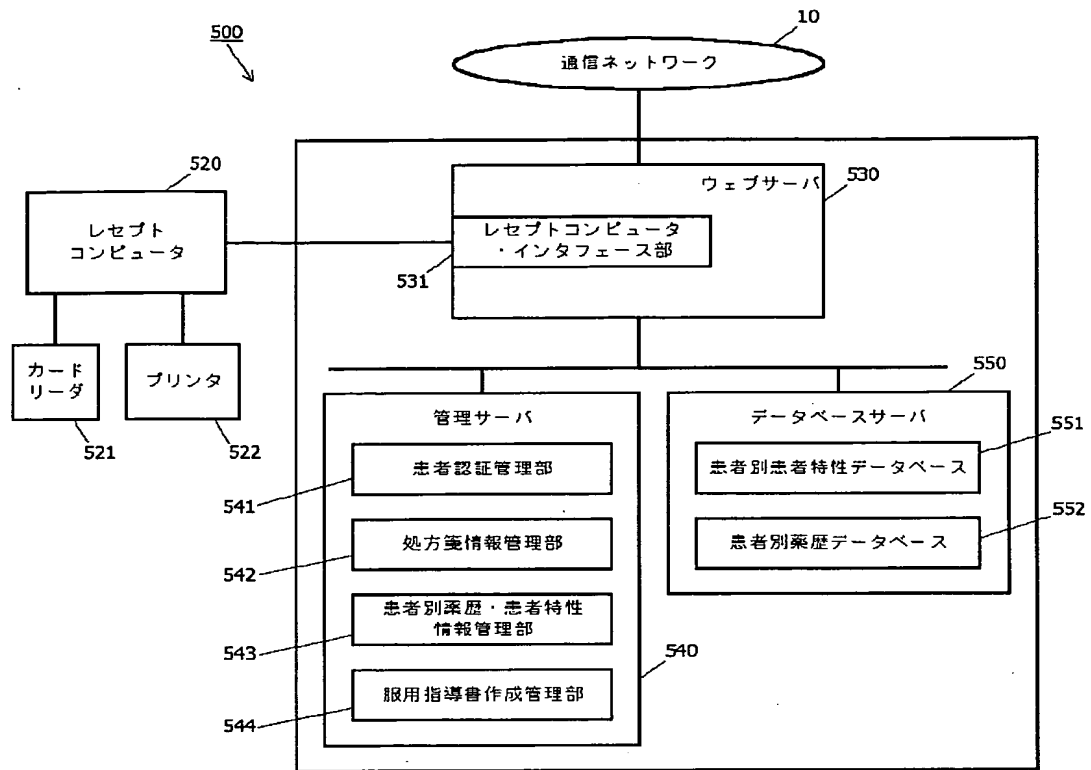 500
10
通信ネットワーク
520
レセプト
コンピュータ
ウェブサーバ
530
レセプトコンピュータ
・インタフェース部
531
カード
リーダ
521
プリンタ
522
管理サーバ
患者認証管理部
541
処方箋情報管理部
542
患者別薬歴・患者特性
情報管理部
543
服用指導書作成管理部
544
540
550
データベースサーバ
551
患者別患者特性データベース
552
患者別薬歴データベース